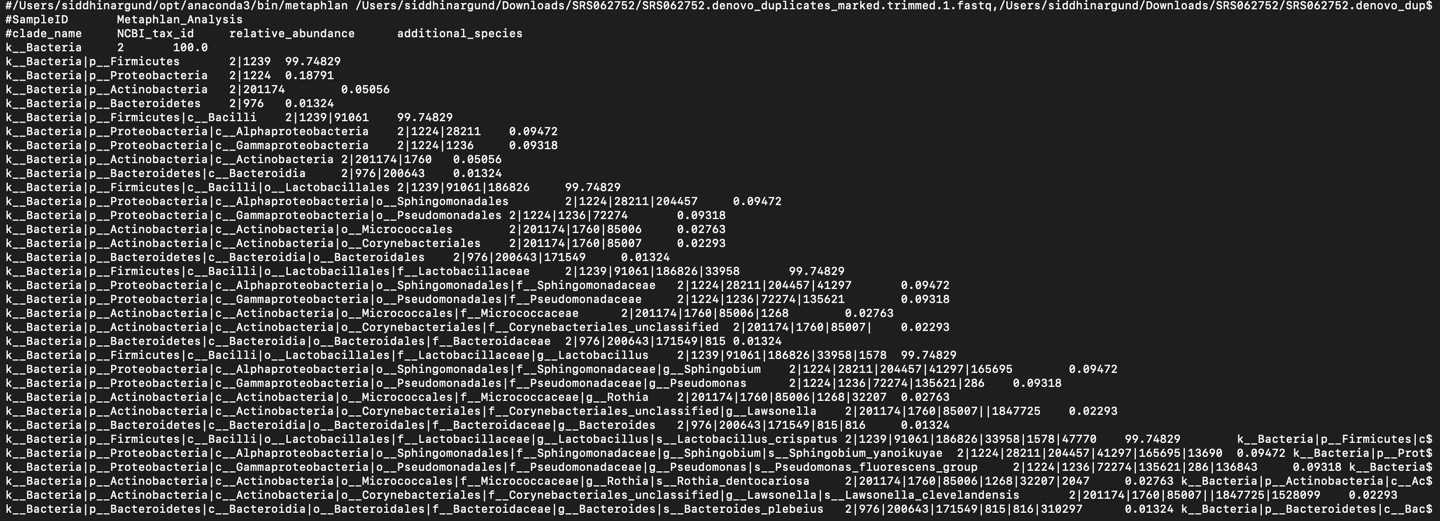 #/Users/siddhinargund/opt/anaconda3/bin/metaphlan /Users/siddhinargund/Downloads/SRS062752/SRS062752.denovo_duplicates_marked.trimmed.1.fastq,/Users/siddhinargund/Downloads/SRS062752/SRS062752.denovo_dup$
#SampleID Metaphlan_Analysis
#clade_name NCBI_tax_id relative_abundance additional_species
k__Bacteria 2 100.0
k__Bacteria|p__Firmicutes 2|1239 99.74829
k__Bacteria|p__Proteobacteria 2|1224 0.18791
k__Bacteria|p__Actinobacteria 2|201174 0.05056
k__Bacteria|p__Bacteroidetes 2|976 0.01324
k__Bacteria|p__Firmicutes|c__Bacilli 2|1239|91061 99.74829
k__Bacteria|p__Proteobacteria|c__Alphaproteobacteria 2|1224|28211 0.09472
k__Bacteria|p__Proteobacteria|c__Gammaproteobacteria 2|1224|1236 0.09318
k__Bacteria|p__Actinobacteria|c__Actinobacteria 2|201174|1760 0.05056
k__Bacteria|p__Bacteroidetes|c__Bacteroidia 2|976|200643 0.01324
k__Bacteria|p__Firmicutes|c__Bacilli|o__Lactobacillales 2|1239|91061|186826 99.74829
k__Bacteria|p__Proteobacteria|c__Alphaproteobacteria|o__Sphingomonadales 2|1224|28211|204457 0.09472
k__Bacteria|p__Proteobacteria|c__Gammaproteobacteria|o__Pseudomonadales 2|1224|1236|72274 0.09318
k__Bacteria|p__Actinobacteria|c__Actinobacteria|o__Micrococcales 2|201174|1760|85006 0.02763
k__Bacteria|p__Actinobacteria|c__Actinobacteria|o__Corynebacteriales 2|201174|1760|85007 0.02293
k__Bacteria|p__Bacteroidetes|c__Bacteroidia|o__Bacteroidales 2|976|200643|171549 0.01324
k__Bacteria|p__Firmicutes|c__Bacilli|o__Lactobacillales|f__Lactobacillaceae 2|1239|91061|186826|33958 99.74829
k__Bacteria|p__Proteobacteria|c__Alphaproteobacteria|o__Sphingomonadales|f__Sphingomonadaceae 2|1224|28211|204457|41297 0.09472
k__Bacteria|p__Proteobacteria|c__Gammaproteobacteria|o__Pseudomonadales|f__Pseudomonadaceae 2|1224|1236|72274|135621 0.09318
k__Bacteria|p__Actinobacteria|c__Actinobacteria|o__Micrococcales|f__Micrococcaceae 2|201174|1760|85006|1268 0.02763
k__Bacteria|p__Actinobacteria|c__Actinobacteria|o__Corynebacteriales|f__Corynebacteriales_unclassified 2|201174|1760|85007| 0.02293
k__Bacteria|p__Bacteroidetes|c__Bacteroidia|o__Bacteroidales|f__Bacteroidaceae 2|976|200643|171549|815 0.01324
k__Bacteria|p__Firmicutes|c__Bacilli|o__Lactobacillales|f__Lactobacillaceae|g__Lactobacillus 2|1239|91061|186826|33958|1578 99.74829
k__Bacteria|p__Proteobacteria|c__Alphaproteobacteria|o__Sphingomonadales|f__Sphingomonadaceae|g__Sphingobium 2|1224|28211|204457|41297|165695 0.09472
k__Bacteria|p__Proteobacteria|c__Gammaproteobacteria|o__Pseudomonadales|f__Pseudomonadaceae|g__Pseudomonas 2|1224|1236|72274|135621|286 0.09318
k__Bacteria|p__Actinobacteria|c__Actinobacteria|o__Micrococcales|f__Micrococcaceae|g__Rothia 2|201174|1760|85006|1268|32207 0.02763
k__Bacteria|p__Actinobacteria|c__Actinobacteria|o__Corynebacteriales|f__Corynebacteriales_unclassified|g__Lawsonella 2|201174|1760|85007||1847725 0.02293
k__Bacteria|p__Bacteroidetes|c__Bacteroidia|o__Bacteroidales|f__Bacteroidaceae|g__Bacteroides 2|976|200643|171549|815|816 0.01324
k__Bacteria|p__Firmicutes|c__Bacilli|o__Lactobacillales|f__Lactobacillaceae|g__Lactobacillus|s__Lactobacillus_crispatus 2|1239|91061|186826|33958|1578|47770 99.74829 k__Bacteria|p__Firmicutes|c$
k__Bacteria|p__Proteobacteria|c__Alphaproteobacteria|o__Sphingomonadales|f__Sphingomonadaceae|g__Sphingobium|s__Sphingobium_yanoikuyae 2|1224|28211|204457|41297|165695|13690 0.09472 k__Bacteria|p__Prot$
k__Bacteria|p__Proteobacteria|c__Gammaproteobacteria|o__Pseudomonadales|f__Pseudomonadaceae|g__Pseudomonas|s__Pseudomonas_fluorescens_group 2|1224|1236|72274|135621|286|136843 0.09318 k__Bacteria$
k__Bacteria|p__Actinobacteria|c__Actinobacteria|o__Micrococcales|f__Micrococcaceae|g__Rothia|s__Rothia_dentocariosa 2|201174|1760|85006|1268|32207|2047 0.02763 k__Bacteria|p__Actinobacteria|c__Ac$
k__Bacteria|p__Actinobacteria|c__Actinobacteria|o__Corynebacteriales|f__Corynebacteriales_unclassified|g__Lawsonella|s__Lawsonella_clevelandensis 2|201174|1760|85007||1847725|1528099 0.02293
k__Bacteria|p__Bacteroidetes|c__Bacteroidia|o__Bacteroidales|f__Bacteroidaceae|g__Bacteroides|s__Bacteroides_plebeius 2|976|200643|171549|815|816|310297 0.01324 k__Bacteria|p__Bacteroidetes|c__Bac$